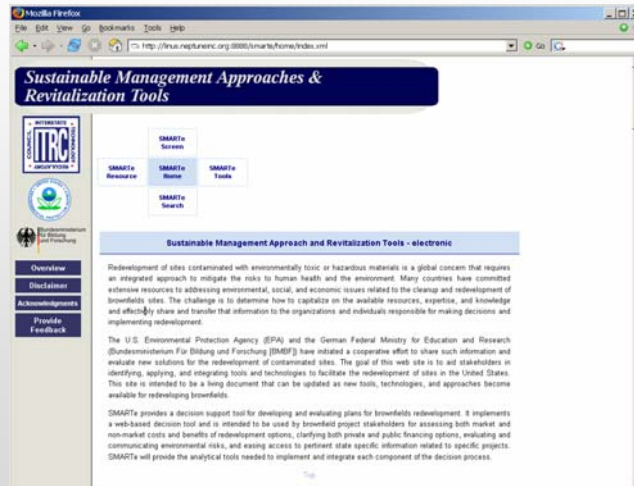 Mozilla Firefox
File Edit View Go Bookmarks Tools Help
http://linus.neptuneinc.org:8888/smarte/home/index.xml
Go
Sustainable Management Approaches &
Revitalization Tools
INTERSTATE
COUNCIL
ITRC
TECHNOLOGY
REGULATORY
SMARTe
Screen
SMARTe
Resource
SMARTe
Home
SMARTe
Tools
SMARTe
Search
Bundesministerium
für Bildung
und Forschung
Overview
Disclaimer
Acknowledgments
Provide
Feedback
Sustainable Management Approach and Revitalization Tools - electronic
Redevelopment of sites contaminated with environmentally toxic or hazardous materials is a global concern that requires
an integrated approach to mitigate the risks to human health and the environment. Many countries have committed
extensive resources to addressing environmental, social, and economic issues related to the cleanup and redevelopment of
brownfields sites. The challenge is to determine how to capitalize on the available resources, expertise, and knowledge
and effectively share and transfer that information to the organizations and individuals responsible for making decisions and
implementing redevelopment.
The U.S. Environmental Protection Agency (EPA) and the German Federal Ministry for Education and Research
(Bundesministerium Für Bildung und Forschung [BMBF]) have initiated a cooperative effort to share such information and
evaluate new solutions for the redevelopment of contaminated sites. The goal of this web site is to aid stakeholders in
identifying, applying, and integrating tools and technologies to facilitate the redevelopment of sites in the United States.
This site is intended to be a living document that can be updated as new tools, technologies, and approaches become
available for redeveloping brownfields.
SMARTe provides a decision support tool for developing and evaluating plans for brownfields redevelopment. It implements
a web-based decision tool and is intended to be used by brownfield project stakeholders for assessing both market and
non-market costs and benefits of redevelopment options, clarifying both private and public financing options, evaluating and
communicating environmental risks, and easing access to pertinent state specific information related to specific projects.
SMARTe will provide the analytical tools needed to implement and integrate each component of the decision process.
Top